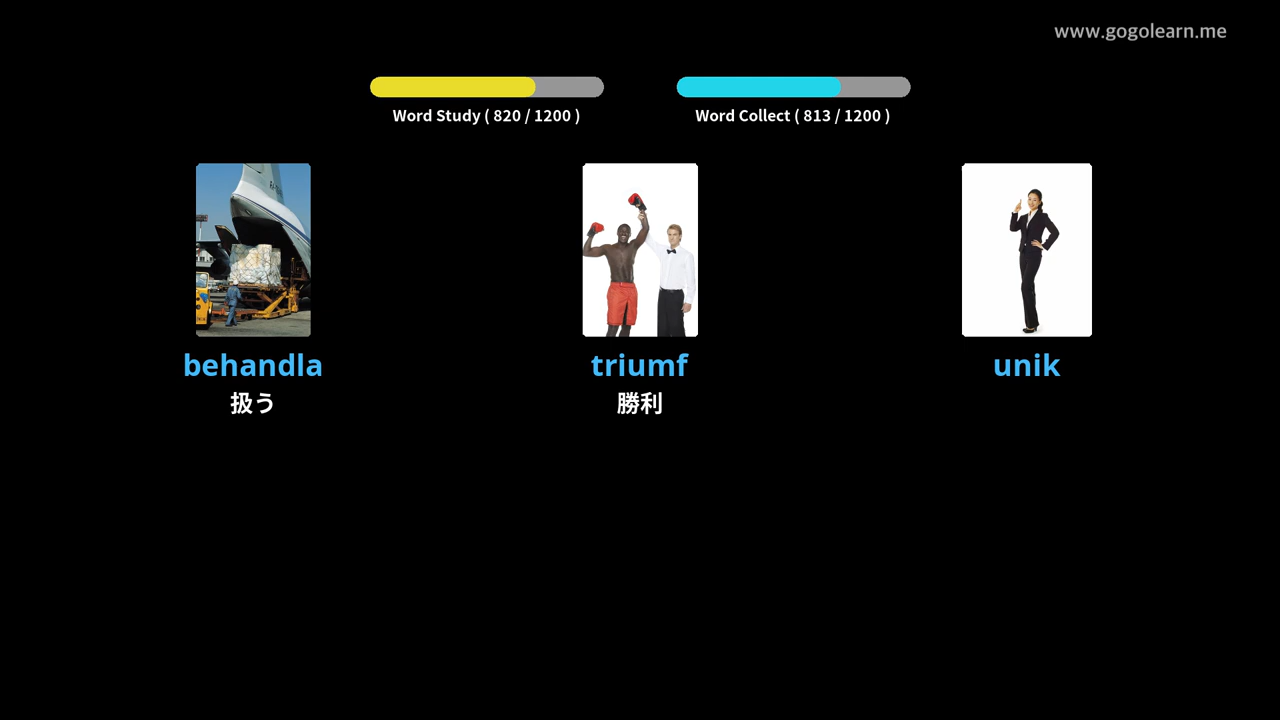 www.gogolearn.me
Word Study ( 820 / 1200 )
Word Collect ( 813 / 1200 )
behandla
扱う
triumf
勝利
unik